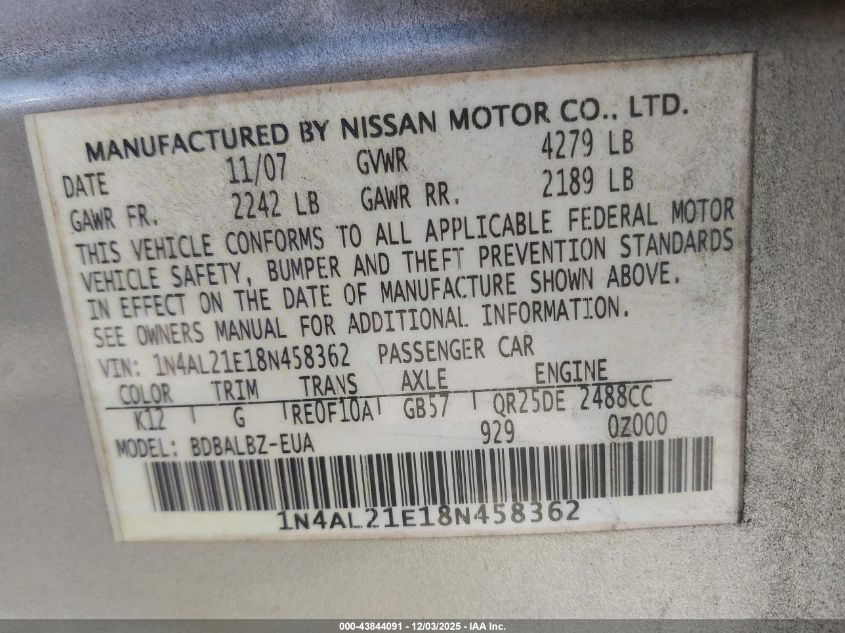 MANUFACTURED BY NISSAN MOTOR CO., LTD.
DATE 11/07 GVWR 4279 LB
GAWR FR. 2242 LB GAWR RR. 2189 LB
THIS VEHICLE CONFORMS TO ALL APPLICABLE FEDERAL MOTOR
VEHICLE SAFETY, BUMPER AND THEFT PREVENTION STANDARDS
IN EFFECT ON THE DATE OF MANUFACTURE SHOWN ABOVE.
SEE OWNERS MANUAL FOR ADDITIONAL INFORMATION.
VIN: 1N4AL21E18N458362 PASSENGER CAR
COLOR TRIM TRANS AXLE ENGINE
K12 G RE0F10A GB57 QR25DE 2488CC
MODEL: BDBALBZ-EUA 929 0Z000
1N4AL21E18N458362
000-43844091 - 12/03/2025 - IAA Inc.